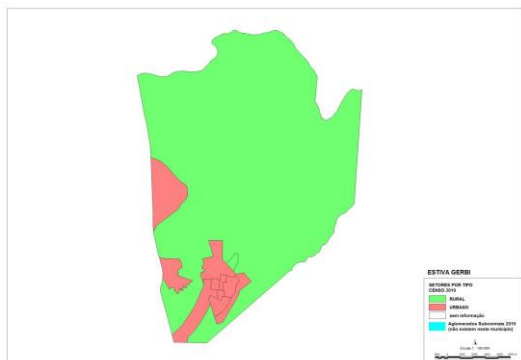 ESTIVA GERBI
SETORES POR TIPO
CENSO 2010
RURAL
URBANO
sem informação
Aglomerados Subnormais 2010
(não existem neste município)